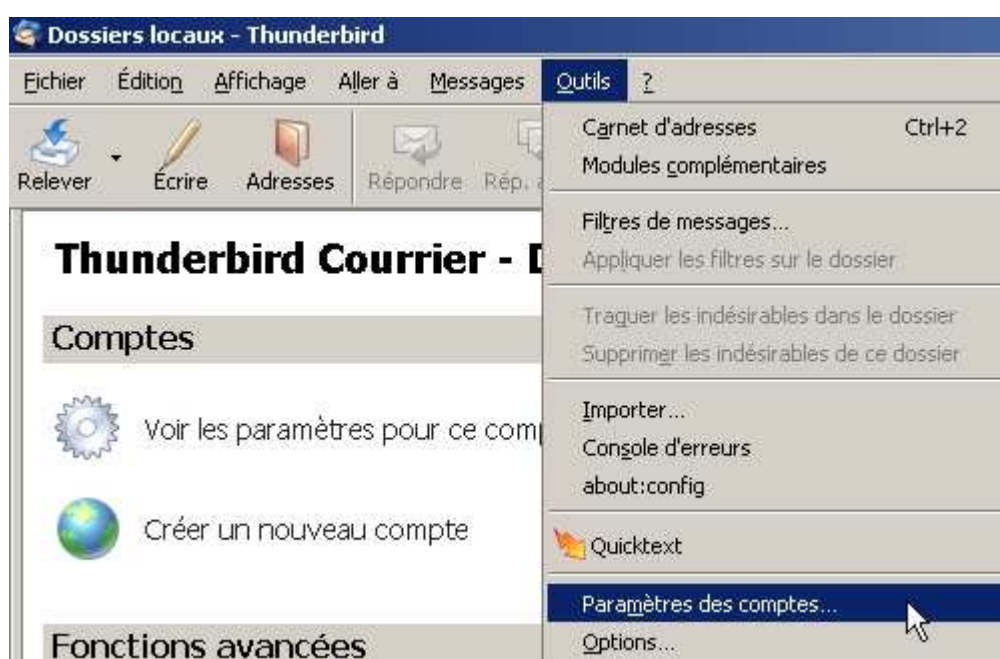 Dossiers locaux - Thunderbird
Fichier Édition Affichage Aller à Messages Outils ?
Relever Écrire Adresses Répondre Rép.
Carnet d'adresses Ctrl+2
Modules complémentaires
Filtres de messages...
Appliquer les filtres sur le dossier
Traquer les indésirables dans le dossier
Supprimer les indésirables de ce dossier
Importer...
Console d'erreurs
about:config
Quicktext
Paramètres des comptes...
Options...
Thunderbird Courrier -
Comptes
Voir les paramètres pour ce
Créer un nouveau compte
Fonctions avancées